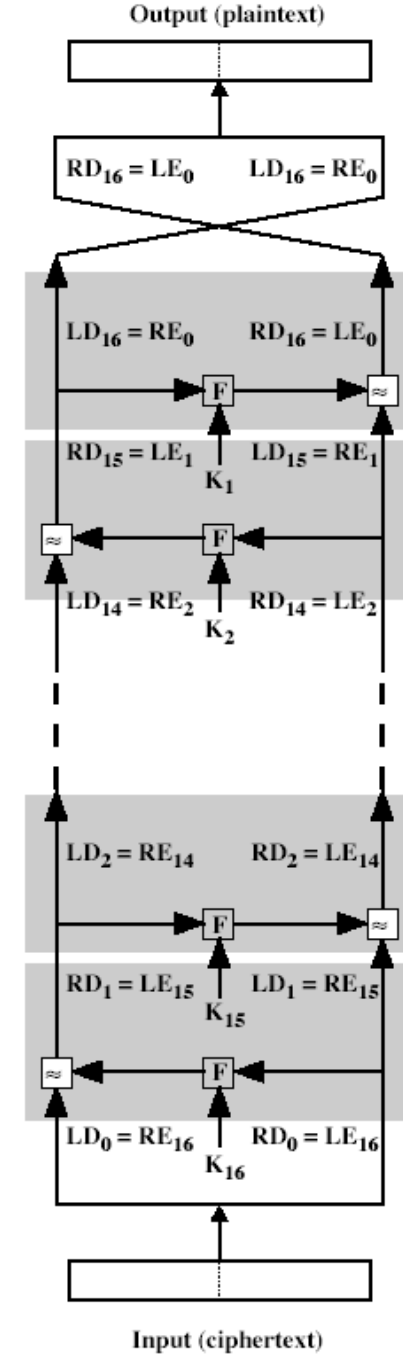 Output (plaintext)
RD₁₆ = LE₀ LD₁₆ = RE₀
LD₁₆ = RE₀ RD₁₆ = LE₀
F ≈
RD₁₅ = LE₁ LD₁₅ = RE₁
K₁
≈ F
LD₁₄ = RE₂ RD₁₄ = LE₂
K₂
LD₂ = RE₁₄ RD₂ = LE₁₄
F ≈
RD₁ = LE₁₅ LD₁ = RE₁₅
K₁₅
≈ F
LD₀ = RE₁₆ RD₀ = LE₁₆
K₁₆
Input (ciphertext)